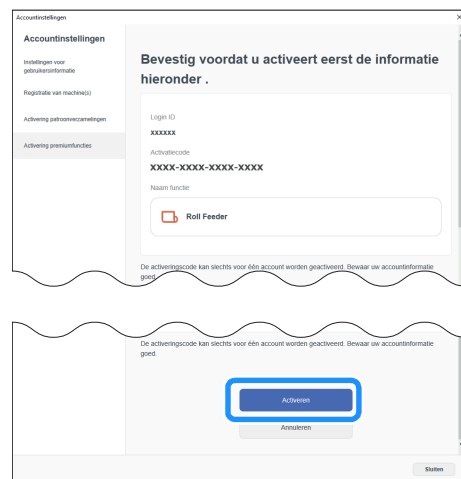 Accountinstellingen
Accountinstellingen
Instellingen voor
gebruikersinformatie
Registratie van machine(s)
Activering patroonverzamelingen
Activering premiumfuncties
Bevestig voordat u activeert eerst de informatie
hieronder .
Login ID
xxxxxx
Activatiecode
xxxx-xxxx-xxxx-xxxx
Naam functie
Roll Feeder
De activeringscode kan slechts voor één account worden geactiveerd. Bewaar uw accountinformatie
goed.
De activeringscode kan slechts voor één account worden geactiveerd. Bewaar uw accountinformatie
goed.
Activeren
Annuleren
Sluiten